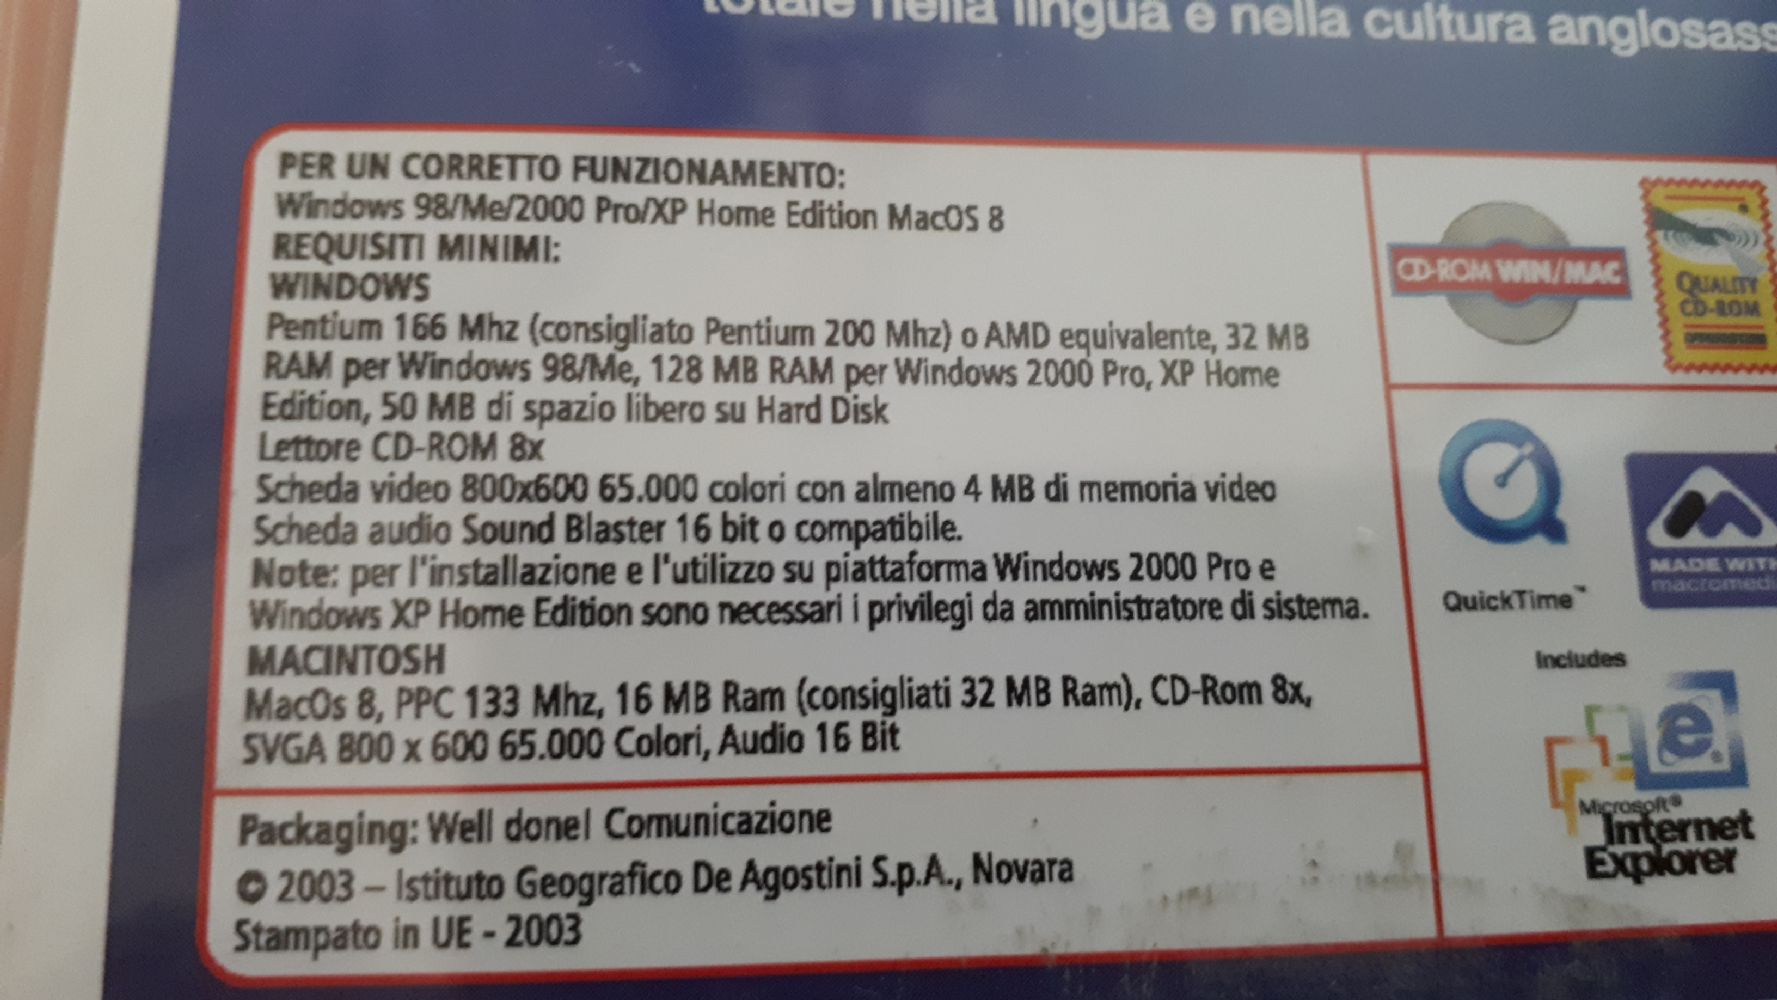 totale nella lingua e nella cultura
PER UN CORRETTO FUNZIONAMENTO:
Windows 98/Me/2000 Pro/XP Home Edition MacOS 8
REQUISITI MINIMI:
WINDOWS
Pentium 166 Mhz (consigliato Pentium 200 Mhz) o AMD equivalente, 32 MB
RAM per Windows 98/Me, 128 MB RAM per Windows 2000 Pro, XP Home
Edition, 50 MB di spazio libero su Hard Disk
Lettore CD-ROM 8x
Scheda video 800x600 65.000 colori con almeno 4 MB di memoria video
Scheda audio Sound Blaster 16 bit o compatibile.
Note: per l'installazione e l'utilizzo su piattaforma Windows 2000 Pro e
Windows XP Home Edition sono necessari i privilegi da amministratore di sistema.
MACINTOSH
MacOs 8, PPC 133 Mhz, 16 MB Ram (consigliati 32 MB Ram), CD-Rom 8x,
SVGA 800 x 600 65.000 Colori, Audio 16 Bit
Packaging: Well done! Comunicazione
© 2003 – Istituto Geografico De Agostini S.p.A., Novara
Stampato in UE - 2003
CD-ROM WIN/MAC
QUALITY
CD-ROM
QuickTime™
MADE WITH
Includes
Microsoft®
Internet
Explorer